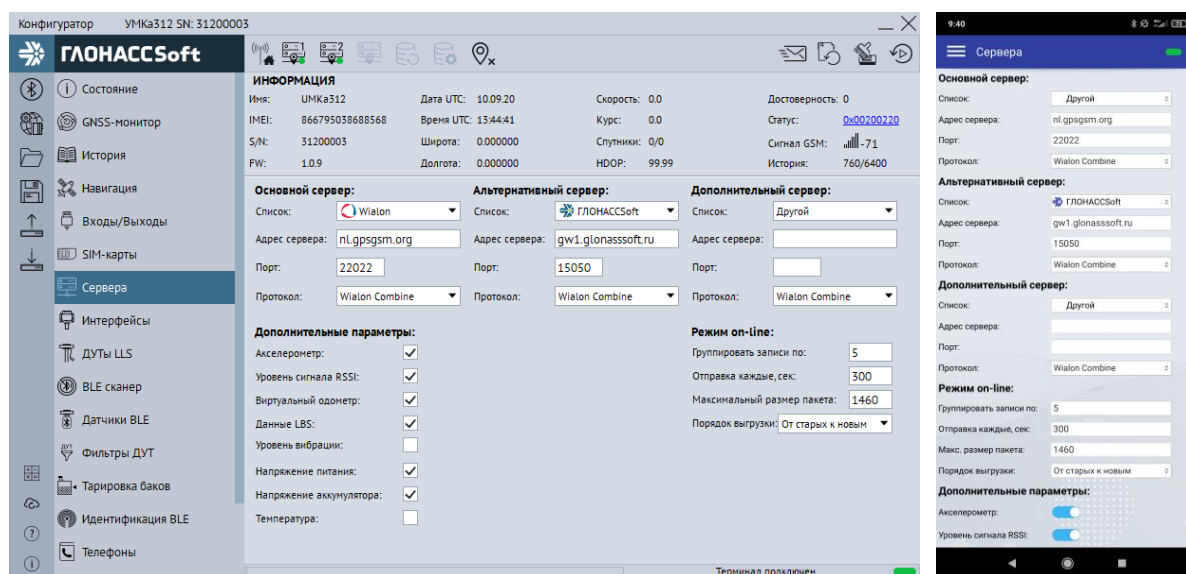 Конфигуратор УМКа312 SN: 31200003
ГЛОНАССSoft
Состояние
GNSS-монитор
История
Навигация
Входы/Выходы
SIM-карты
Сервера
Интерфейсы
ДУТы LLS
BLE сканер
Датчики BLE
Фильтры ДУТ
Тарировка баков
Идентификация BLE
Телефоны
1 2
ИНФОРМАЦИЯ
Имя: UMKa312 Дата UTC: 10.09.20 Скорость: 0.0 Достоверность: 0
IMEI: 866795038688568 Время UTC: 13:44:41 Курс: 0.0 Статус: 0x00200220
S/N: 31200003 Широта: 0.000000 Спутники: 0/0 Сигнал GSM: -71
FW: 1.0.9 Долгота: 0.000000 HDOP: 99.99 История: 760/6400
Основной сервер: Альтернативный сервер: Дополнительный сервер:
Список: Wialon Список: ГЛОНАССSoft Список: Другой
Адрес сервера: nl.gpsgsm.org Адрес сервера: gw1.glonasssoft.ru Адрес сервера:
Порт: 22022 Порт: 15050 Порт:
Протокол: Wialon Combine Протокол: Wialon Combine Протокол: Wialon Combine
Дополнительные параметры: Режим on-line:
Акселерометр: Группировать записи по: 5
Уровень сигнала RSSI: Отправка каждые, сек: 300
Виртуальный одометр: Максимальный размер пакета: 1460
Данные LBS: Порядок выгрузки: От старых к новым
Уровень вибрации:
Напряжение питания:
Напряжение аккумулятора:
Температура:
Терминал подключен
9:40
Сервера
Основной сервер:
Список: Другой
Адрес сервера: nl.gpsgsm.org
Порт: 22022
Протокол: Wialon Combine
Альтернативный сервер:
Список: ГЛОНАССSoft
Адрес сервера: gw1.glonasssoft.ru
Порт: 15050
Протокол: Wialon Combine
Дополнительный сервер:
Список: Другой
Адрес сервера:
Порт:
Протокол: Wialon Combine
Режим on-line:
Группировать записи по: 5
Отправка каждые, сек: 300
Макс. размер пакета: 1460
Порядок выгрузки: От старых к новым
Дополнительные параметры:
Акселерометр:
Уровень сигнала RSSI: